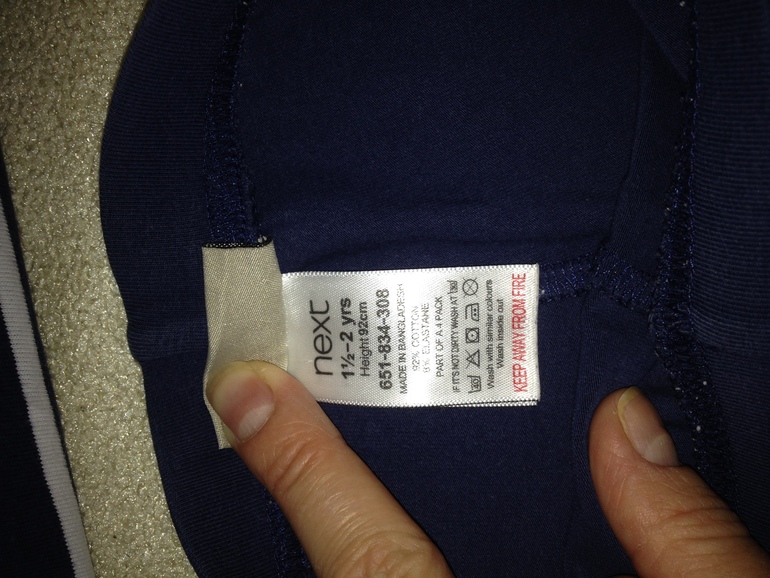 next
1½-2 yrs
Height 92cm
651-834-308
MADE IN BANGLADESH
92% COTTON
8% ELASTANE
PART OF A 4 PACK
IF IT'S NOT DIRTY WASH AT
40
Wash with similar colours
Wash inside out
KEEP AWAY FROM FIRE